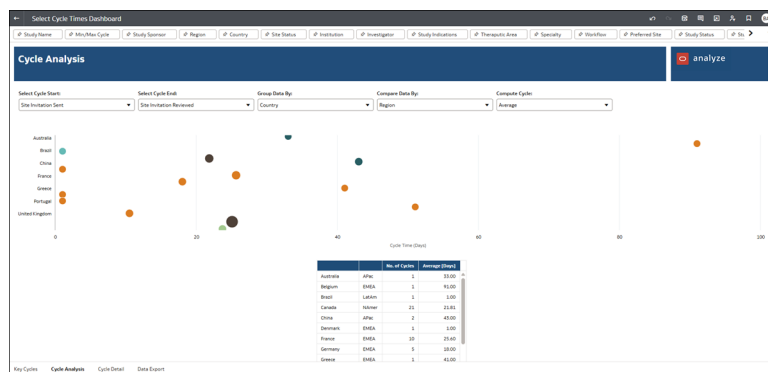 Select Cycle Times Dashboard
Study Name Min/Max Cycle Study Sponsor Region Country Site Status Institution Investigator Study Indications Theraputic Area Specialty Workflow Preferred Site Study Status
Cycle Analysis
analyze
Select Cycle Start: Select Cycle End: Group Data By: Compare Data By: Compute Cycle:
Site Invitation Sent Site Invitation Reviewed Country Region Average
Australia
Brazil
China
France
Greece
Portugal
United Kingdom
0 20 40 60 80 100
Cycle Time (Days)
No. of Cycles Average (Days)
Australia APac 1 33.00
Belgium EMEA 1 91.00
Brazil LatAm 1 1.00
Canada NAmer 21 21.81
China APac 2 43.00
Denmark EMEA 1 1.00
France EMEA 10 25.60
Germany EMEA 5 18.00
Greece EMEA 1 41.00
Key Cycles Cycle Analysis Cycle Detail Data Export